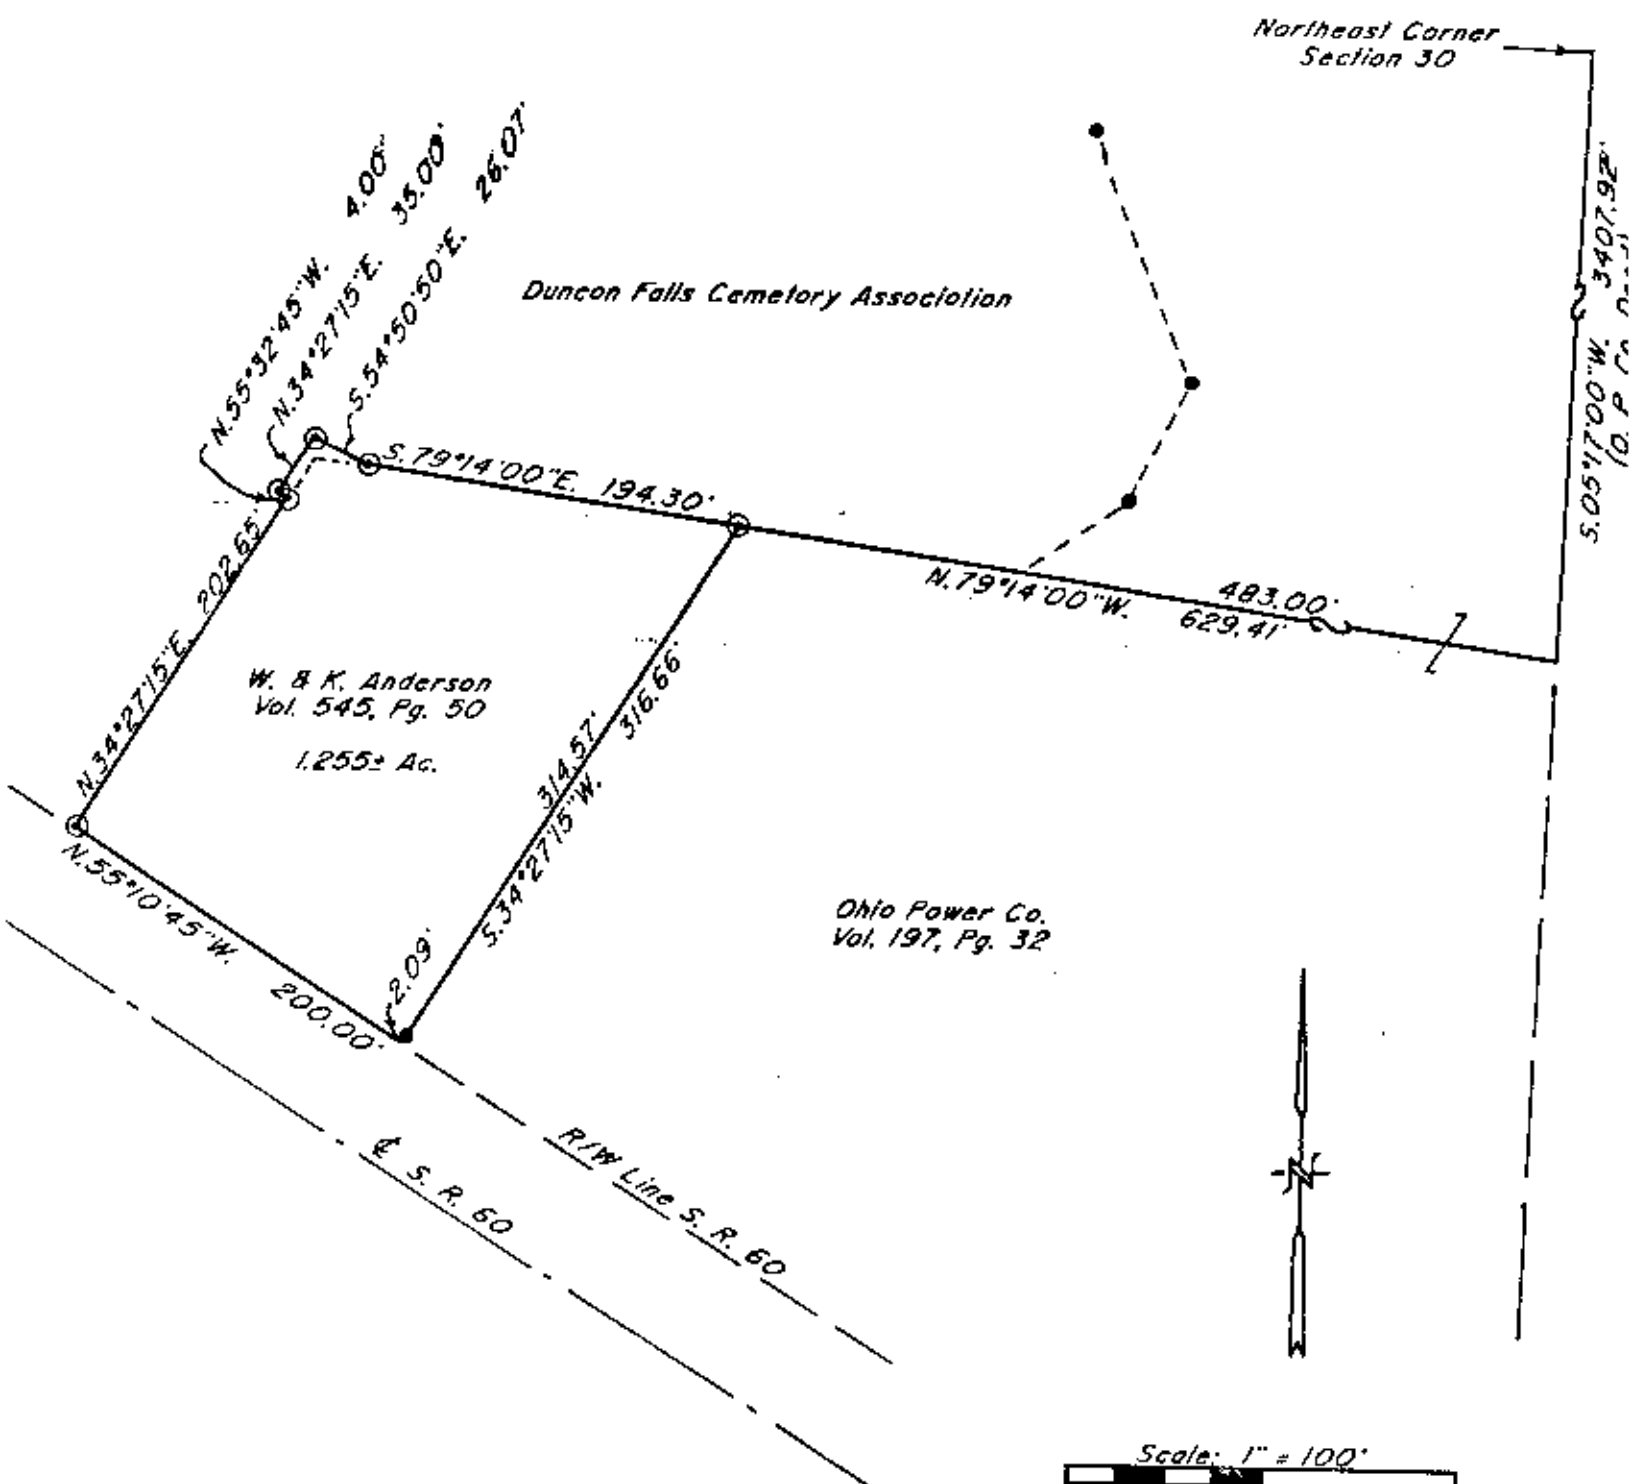 Northeast Corner
Section 30
N.55°32'45"W. 4.00'
N.34°27'15"E. 35.00'
S.54°50'50"E. 26.07'
Duncan Falls Cemetory Association
S.05°17'00"W. 3407.92'
(O. P. Co.
S.79°14'00"E. 194.30'
N.79°14'00"W. 483.00'
629.41'
N.34°27'15"E. 202.65'
W. & K. Anderson
Vol. 545, Pg. 50
1.255± Ac.
314.57' 316.66'
S.34°27'15"W.
2.09'
N.55°10'45"W. 200.00'
Ohio Power Co.
Vol. 197, Pg. 32
N
R/W Line S. R. 60
℄ S. R. 60
Scale: 1" = 100'